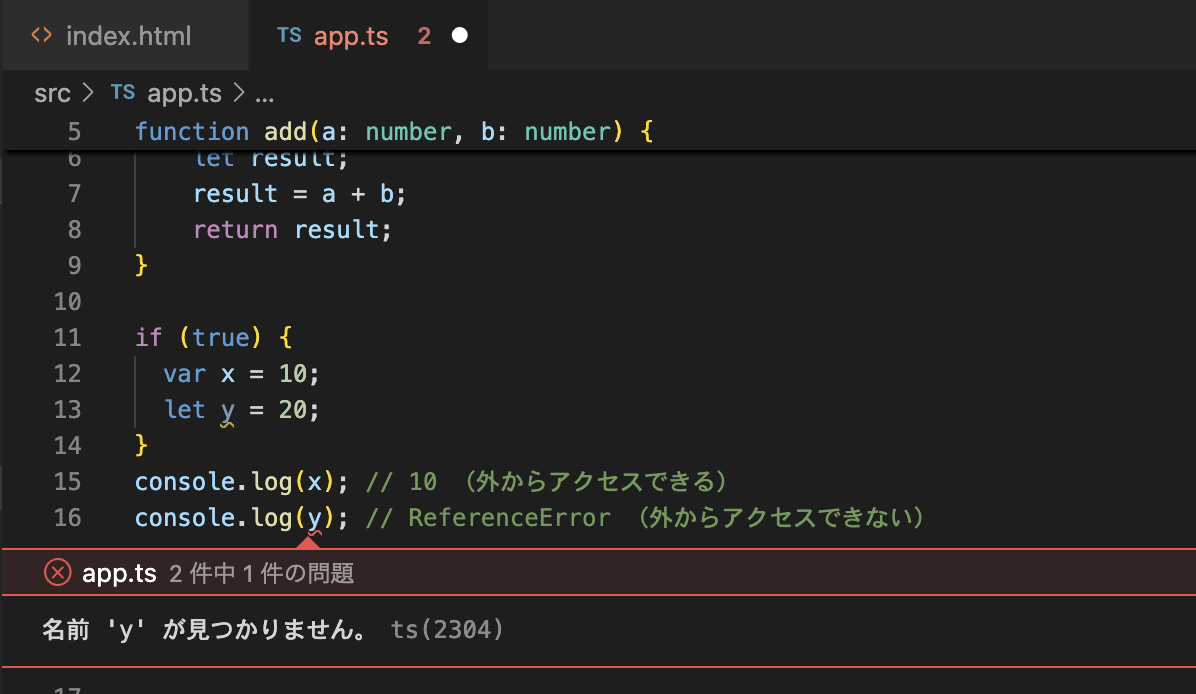 <> index.html TS app.ts 2 ●
src > TS app.ts > ...
5 function add(a: number, b: number) {
6 let result;
7 result = a + b;
8 return result;
9 }
10
11 if (true) {
12 var x = 10;
13 let y = 20;
14 }
15 console.log(x); // 10 （外からアクセスできる）
16 console.log(y); // ReferenceError （外からアクセスできない）
app.ts 2 件中 1 件の問題
名前 'y' が見つかりません。 ts(2304)
17